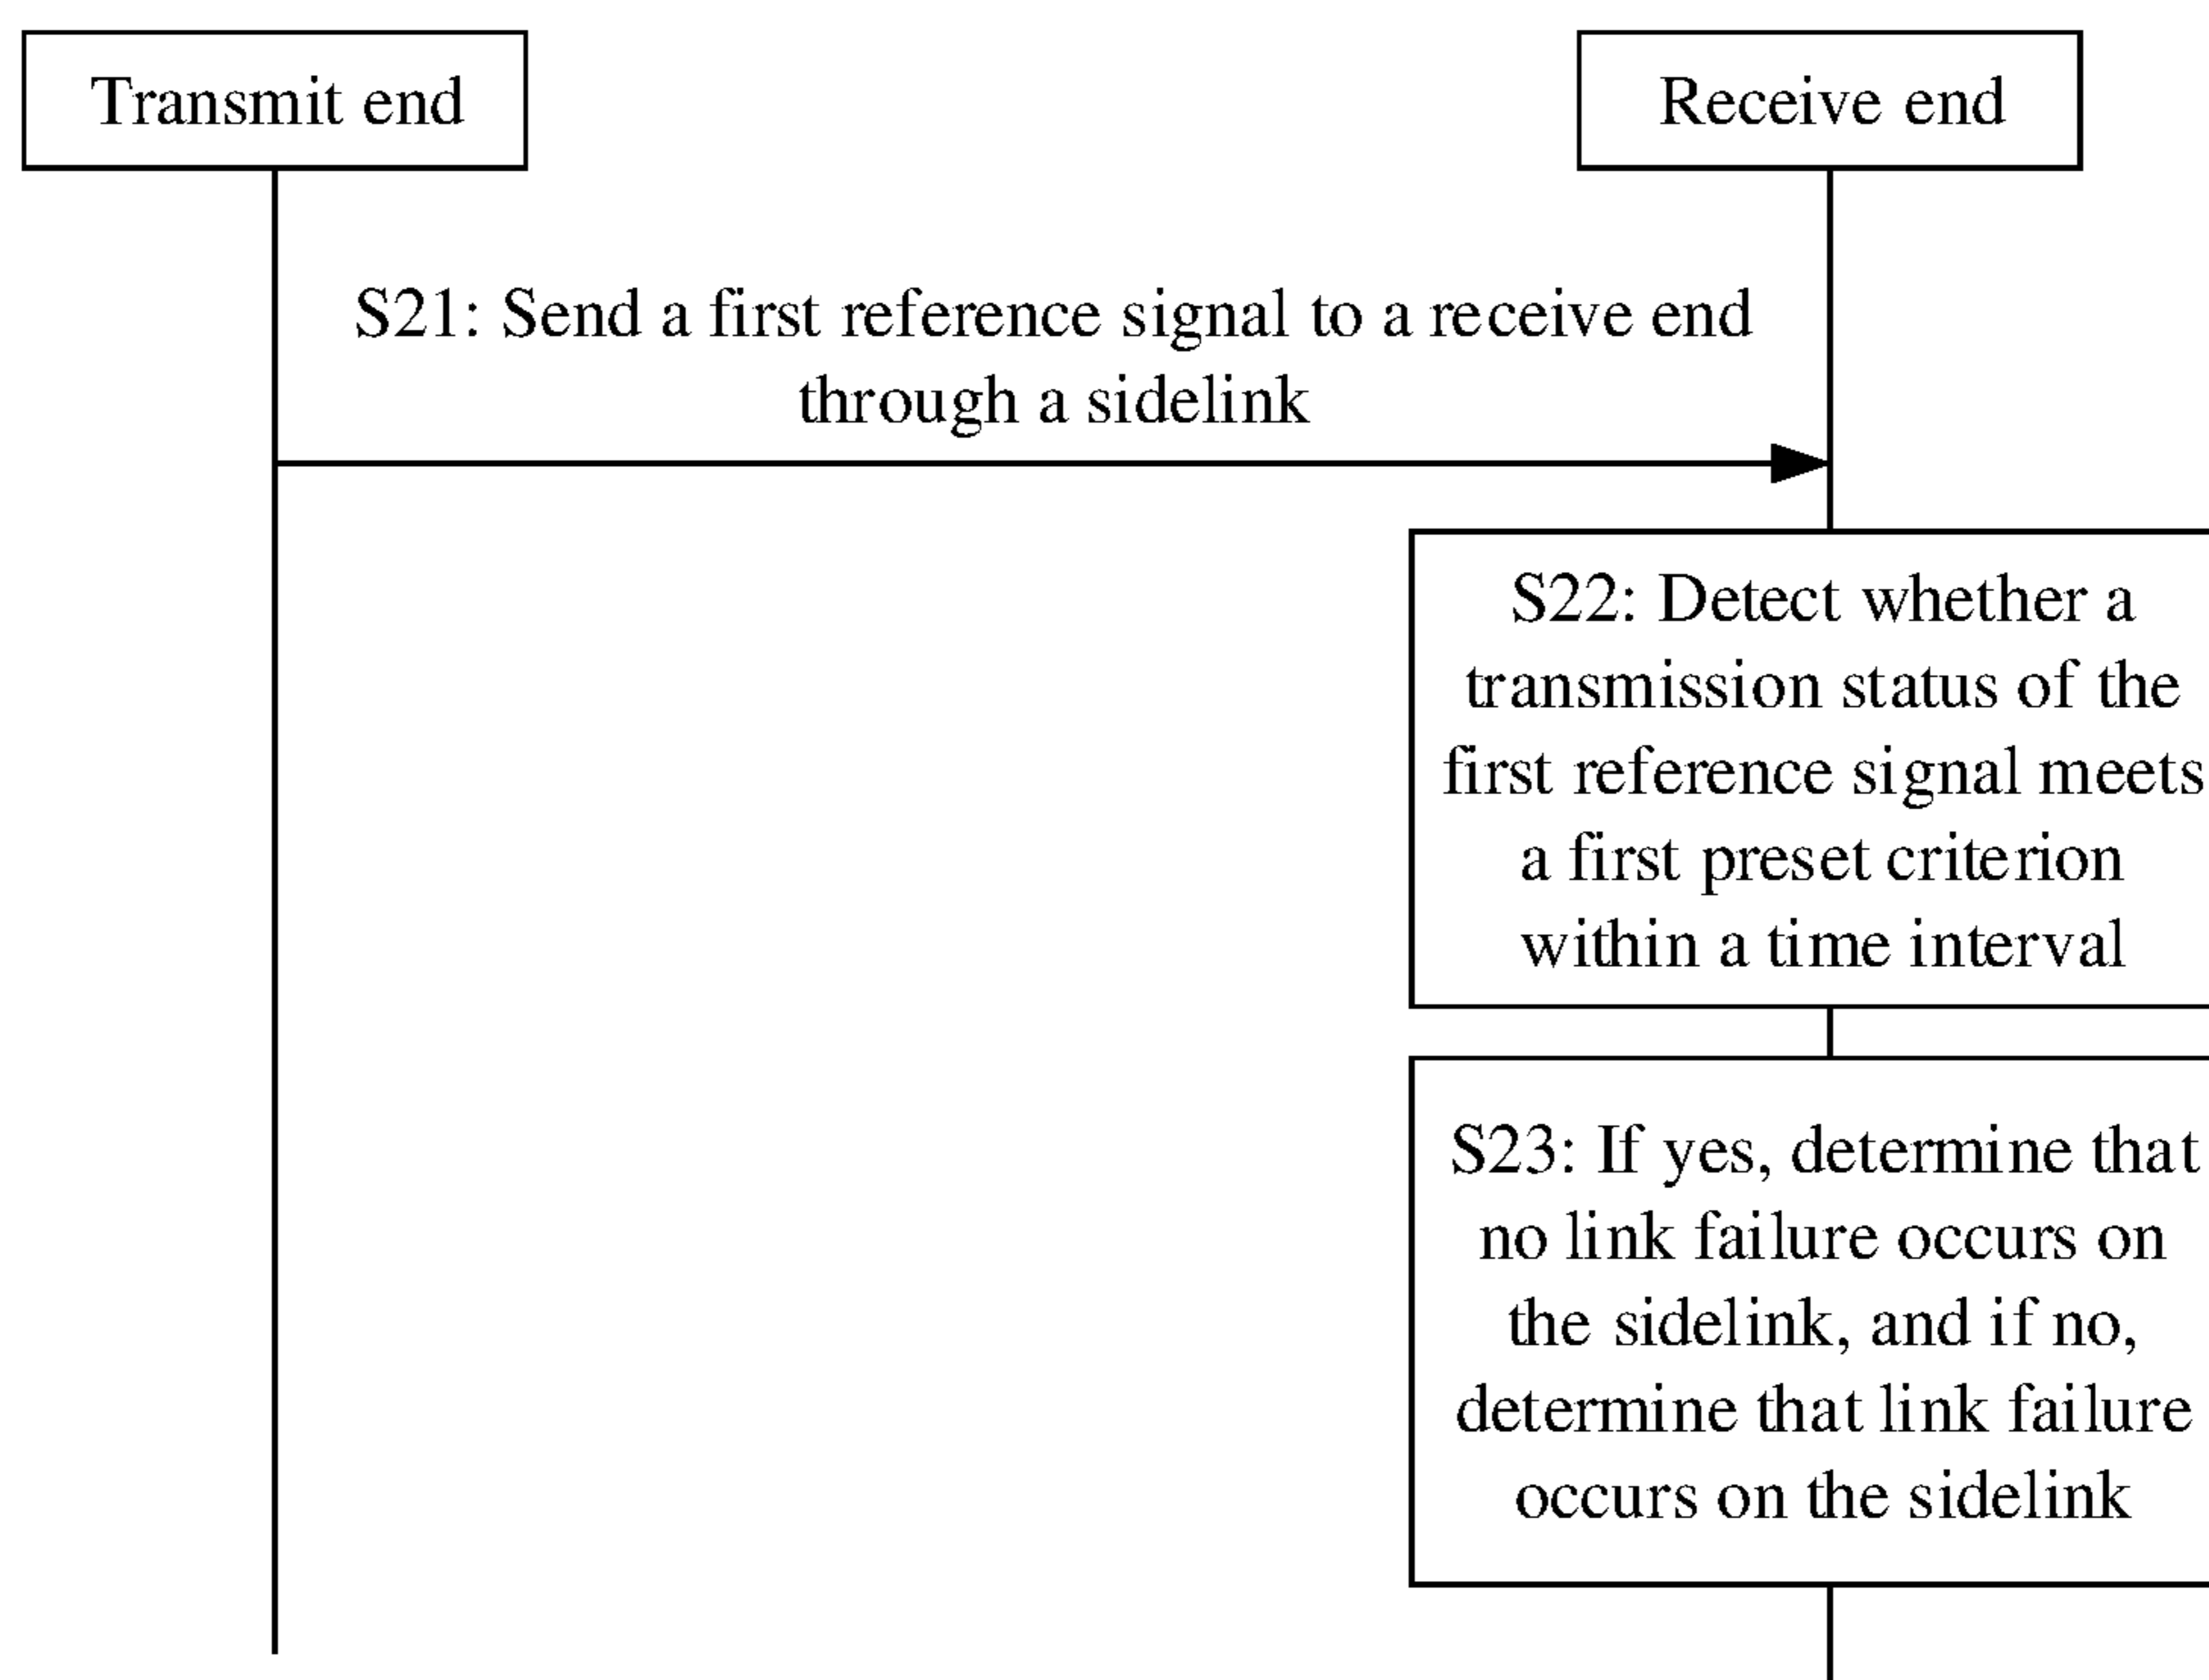 Transmit end
Receive end
S21: Send a first reference signal to a receive end
through a sidelink
S22: Detect whether a
transmission status of the
first reference signal meets
a first preset criterion
within a time interval
S23: If yes, determine that
no link failure occurs on
the sidelink, and if no,
determine that link failure
occurs on the sidelink